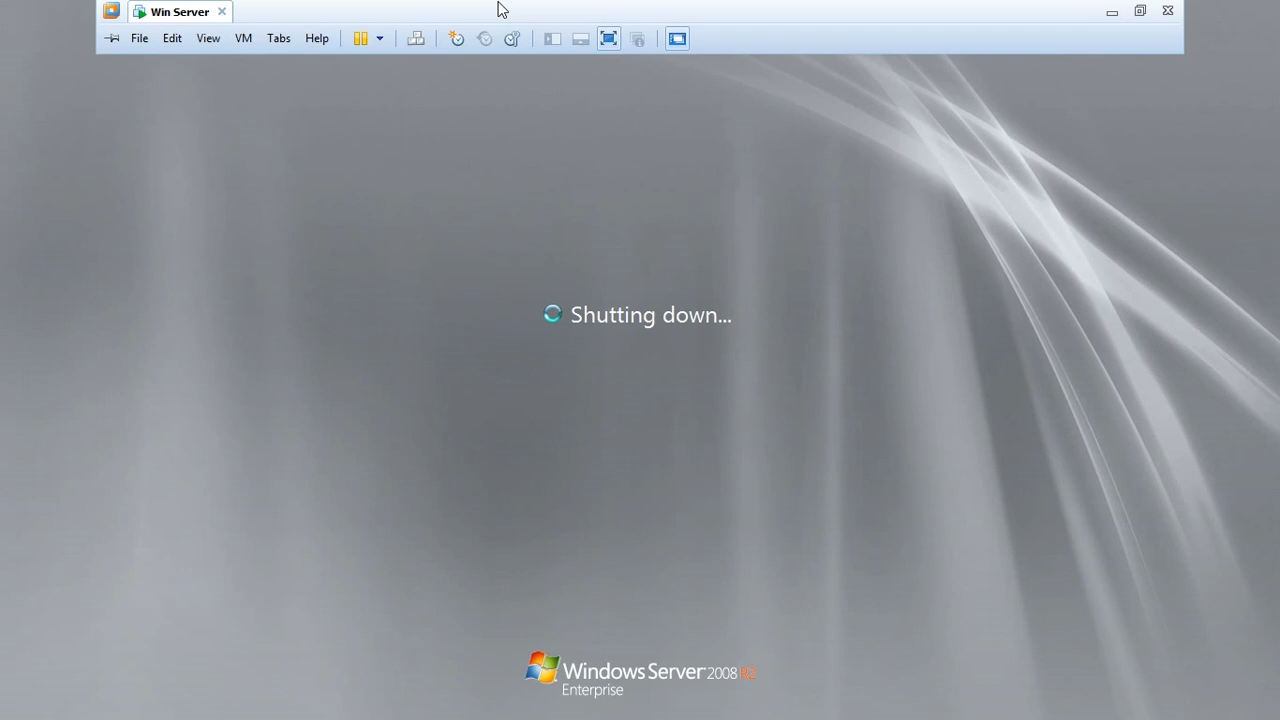 Win Server
File Edit View VM Tabs Help
Shutting down...
Windows Server 2008 R2
Enterprise